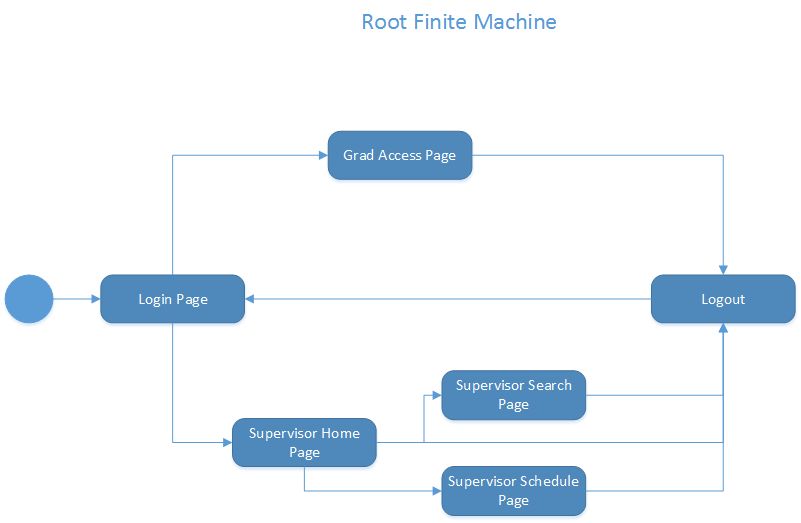 Root Finite Machine
Grad Access Page
Login Page
Logout
Supervisor Search
Page
Supervisor Home
Page
Supervisor Schedule
Page